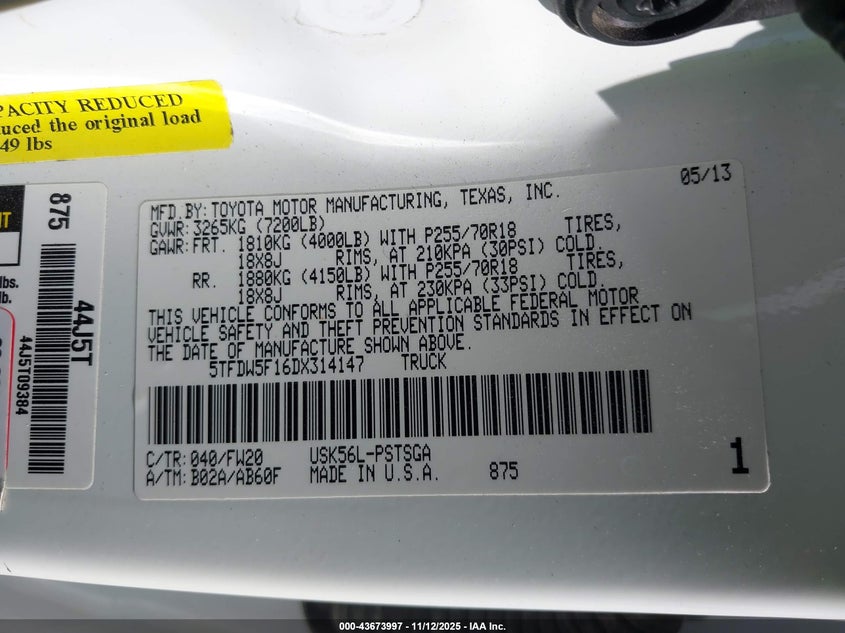 PACITY REDUCED
uced the original load
49 lbs
875
44J5T
44J5T09384
lbs.
lb.
05/13
MFD.BY:TOYOTA MOTOR MANUFACTURING, TEXAS, INC.
GVWR:3265KG (7200LB)
GAWR:FRT. 1810KG (4000LB) WITH P255/70R18 TIRES,
18X8J RIMS, AT 210KPA (30PSI) COLD.
RR. 1880KG (4150LB) WITH P255/70R18 TIRES,
18X8J RIMS, AT 230KPA (33PSI) COLD.
THIS VEHICLE CONFORMS TO ALL APPLICABLE FEDERAL MOTOR
VEHICLE SAFETY AND THEFT PREVENTION STANDARDS IN EFFECT ON
THE DATE OF MANUFACTURE SHOWN ABOVE.
5TFDW5F16DX314147 TRUCK
C/TR:040/FW20 USK56L-PSTSGA
A/TM:B02A/AB60F MADE IN U.S.A. 875
1
000-43673997 - 11/12/2025 - IAA Inc.